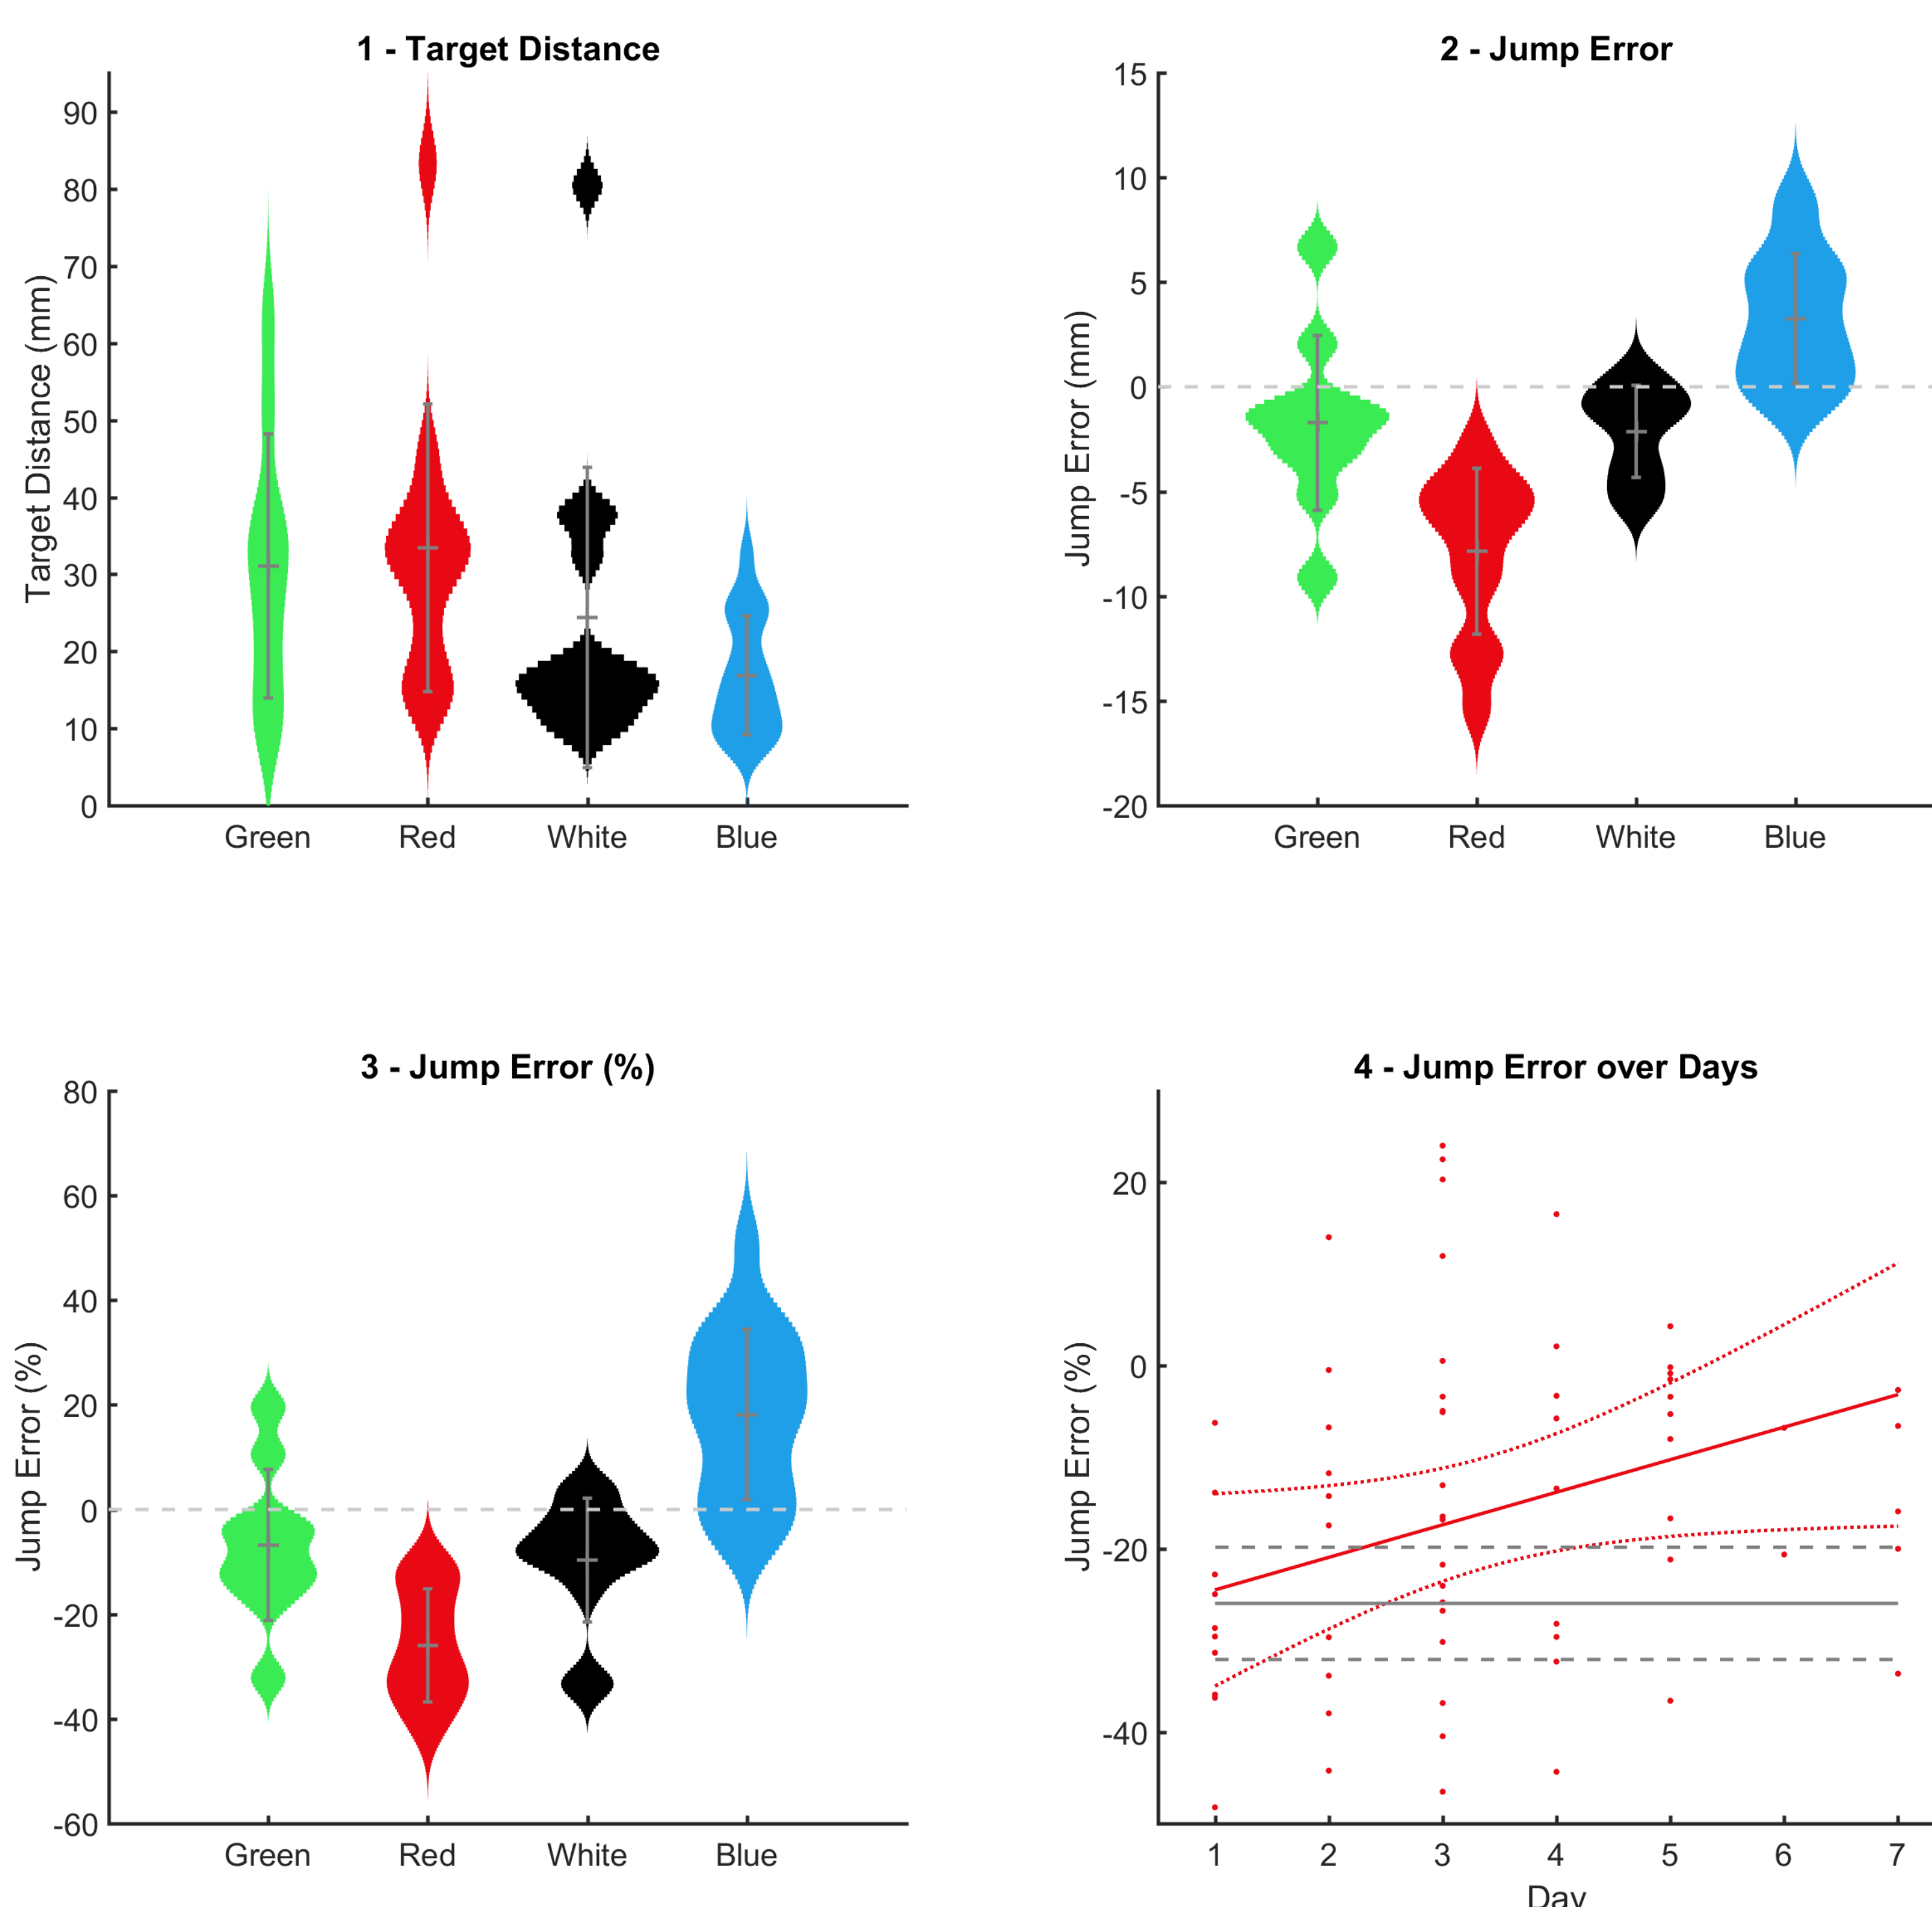 1 - Target Distance
Target Distance (mm)
90
80
70
60
50
40
30
20
10
0
Green Red White Blue
2 - Jump Error
Jump Error (mm)
15
10
5
0
-5
-10
-15
-20
Green Red White Blue
3 - Jump Error (%)
Jump Error (%)
80
60
40
20
0
-20
-40
-60
Green Red White Blue
4 - Jump Error over Days
Jump Error (%)
20
0
-20
-40
1 2 3 4 5 6 7
Day